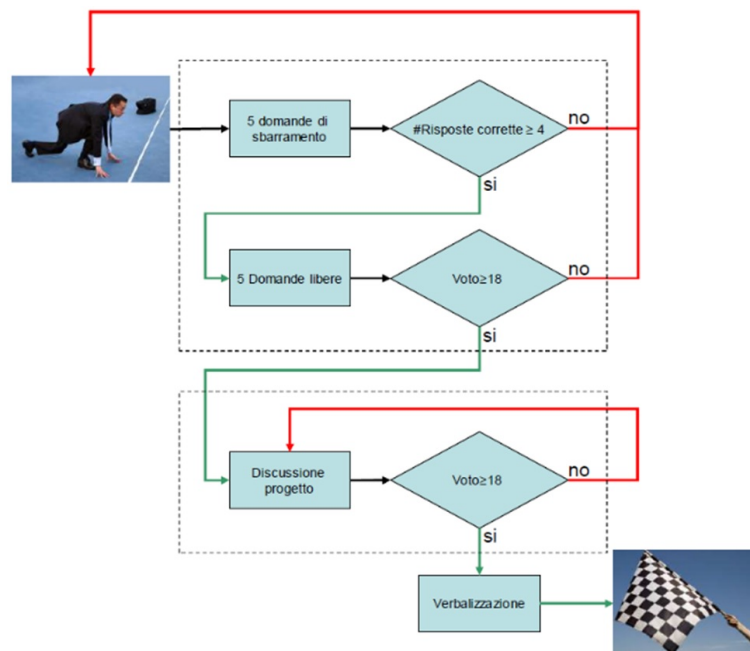 5 domande di
sbarramento
#Risposte corrette ≥ 4
no
si
5 Domande libere
Voto≥18
no
si
Discussione
progetto
Voto≥18
no
si
Verbalizzazione